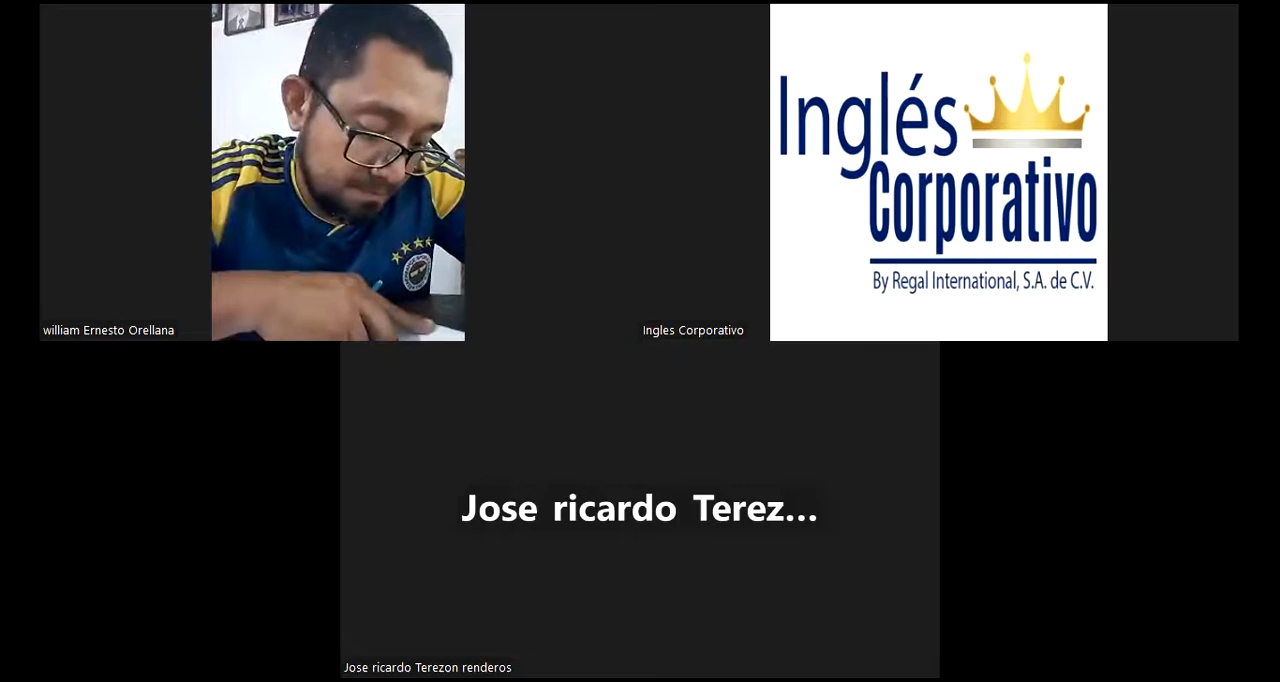 Inglés
Corporativo
By Regal International, S.A. de C.V.
william Ernesto Orellana
Ingles Corporativo
Jose ricardo Terez...
Jose ricardo Terezon renderos